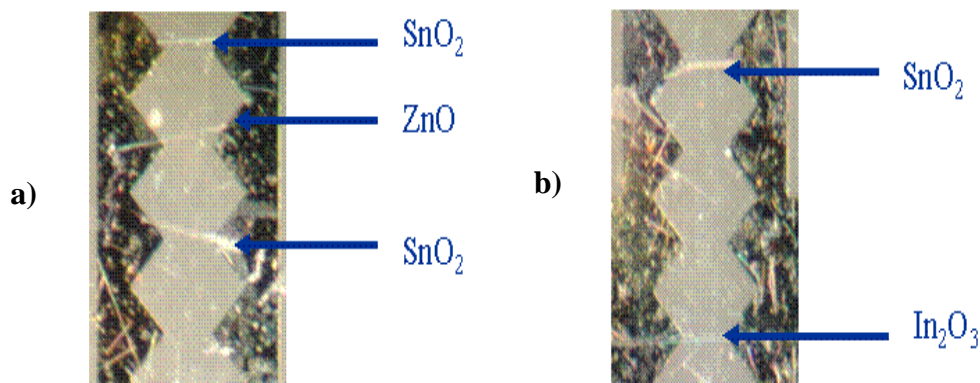 a)
SnO₂
ZnO
SnO₂
b)
SnO₂
In₂O₃